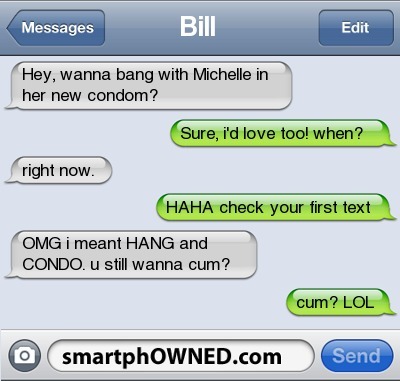 Messages
Bill
Edit
Hey, wanna bang with Michelle in
her new condom?
Sure, i'd love too! when?
right now.
HAHA check your first text
OMG i meant HANG and
CONDO. u still wanna cum?
cum? LOL
smartphOWNED.com
Send